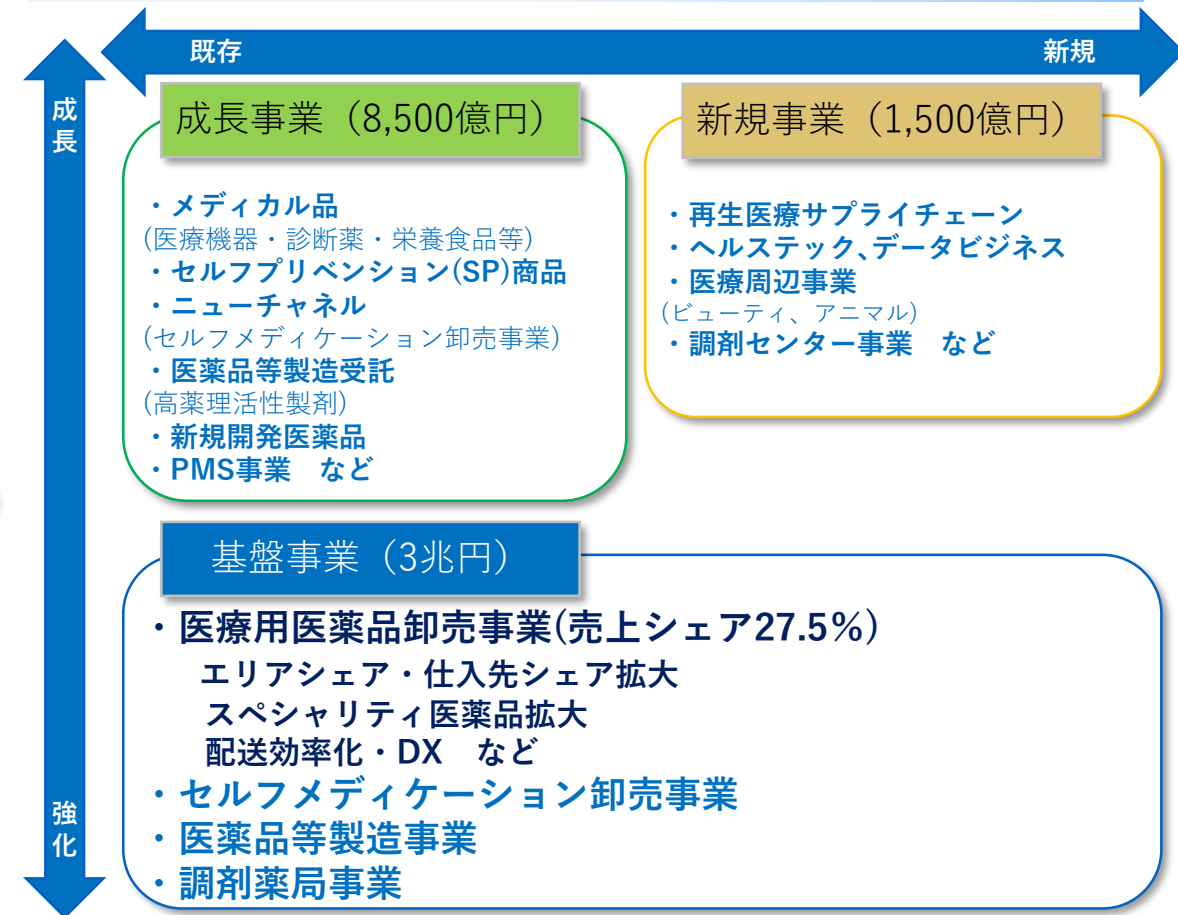 既存
新規
成長
強化
成長事業（8,500億円）
・メディカル品
(医療機器・診断薬・栄養食品等)
・セルフプリベンション(SP)商品
・ニューチャネル
(セルフメディケーション卸売事業)
・医薬品等製造受託
(高薬理活性製剤)
・新規開発医薬品
・PMS事業　など
新規事業（1,500億円）
・再生医療サプライチェーン
・ヘルステック、データビジネス
・医療周辺事業
(ビューティ、アニマル)
・調剤センター事業　など
基盤事業（3兆円）
・医療用医薬品卸売事業(売上シェア27.5％)
エリアシェア・仕入先シェア拡大
スペシャリティ医薬品拡大
配送効率化・DX　など
・セルフメディケーション卸売事業
・医薬品等製造事業
・調剤薬局事業